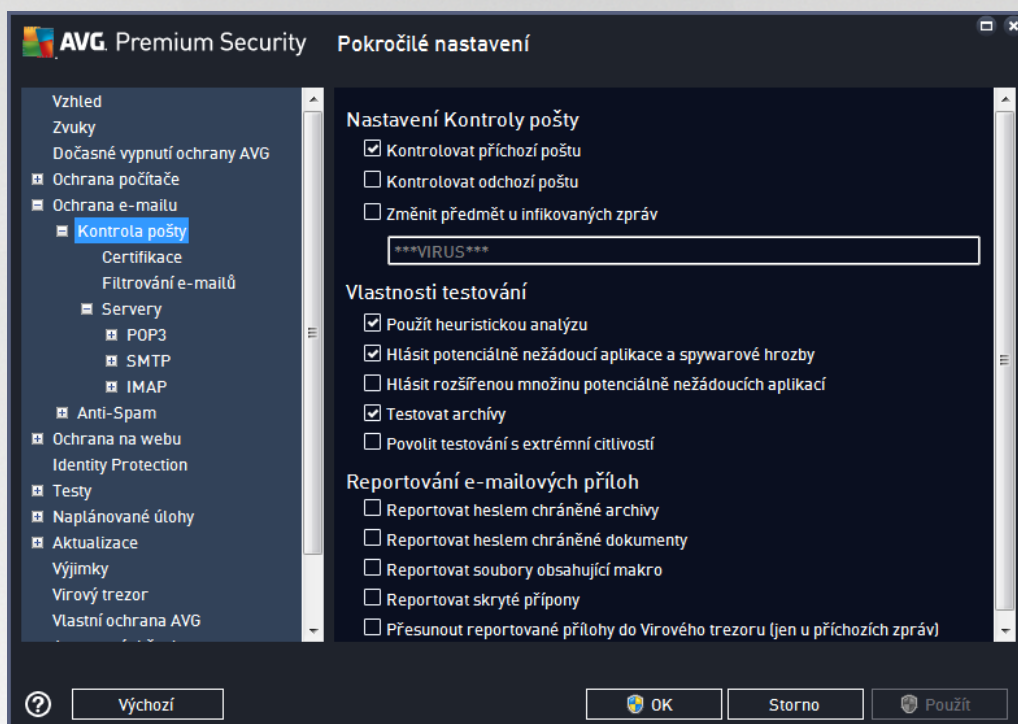 AVG. Premium Security
Pokročilé nastavení
Vzhled
Zvuky
Dočasné vypnutí ochrany AVG
Ochrana počítače
Ochrana e-mailu
Kontrola pošty
Certifikace
Filtrování e-mailů
Servery
POP3
SMTP
IMAP
Anti-Spam
Ochrana na webu
Identity Protection
Testy
Naplánované úlohy
Aktualizace
Výjimky
Virový trezor
Vlastní ochrana AVG
Nastavení Kontroly pošty
Kontrolovat příchozí poštu
Kontrolovat odchozí poštu
Změnit předmět u infikovaných zpráv
***VIRUS***
Vlastnosti testování
Použít heuristickou analýzu
Hlásit potenciálně nežádoucí aplikace a spywarové hrozby
Hlásit rozšířenou množinu potenciálně nežádoucích aplikací
Testovat archívy
Povolit testování s extrémní citlivostí
Reportování e-mailových příloh
Reportovat heslem chráněné archivy
Reportovat heslem chráněné dokumenty
Reportovat soubory obsahující makro
Reportovat skryté přípony
Přesunout reportované přílohy do Virového trezoru (jen u příchozích zpráv)
Výchozí
OK
Storno
Použít